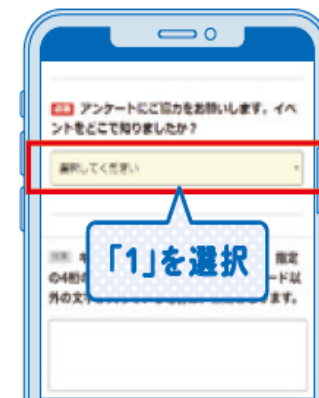 必須 アンケートにご協力をお願いします。イベ
ントをどこで知りましたか？
選択してください
「1」を選択
指定
の4桁の
ード以
外の文字
ます。